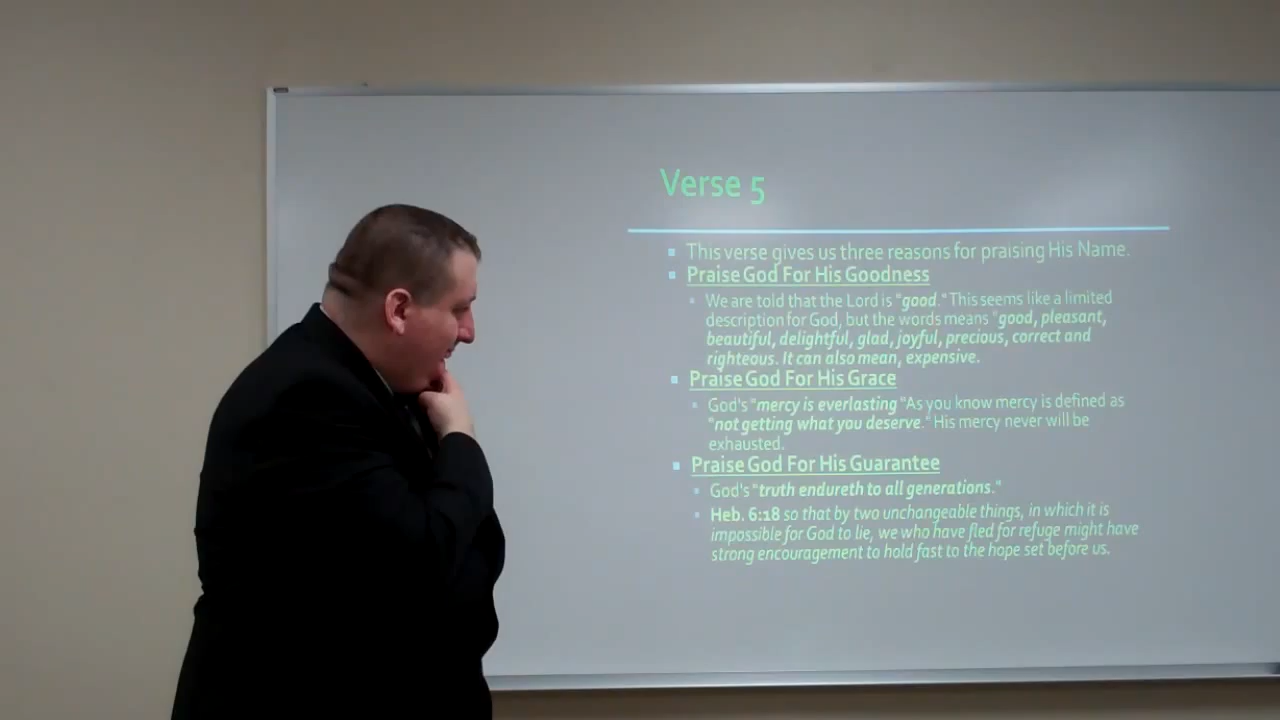 Verse 5
This verse gives us three reasons for praising His Name.
Praise God For His Goodness
We are told that the Lord is "good." This seems like a limited
description for God, but the words means "good, pleasant,
beautiful, delightful, glad, joyful, precious, correct and
righteous. It can also mean, expensive.
Praise God For His Grace
God's "mercy is everlasting "As you know mercy is defined as
"not getting what you deserve." His mercy never will be
exhausted.
Praise God For His Guarantee
God's "truth endureth to all generations."
Heb. 6:18 so that by two unchangeable things, in which it is
impossible for God to lie, we who have fled for refuge might have
strong encouragement to hold fast to the hope set before us.